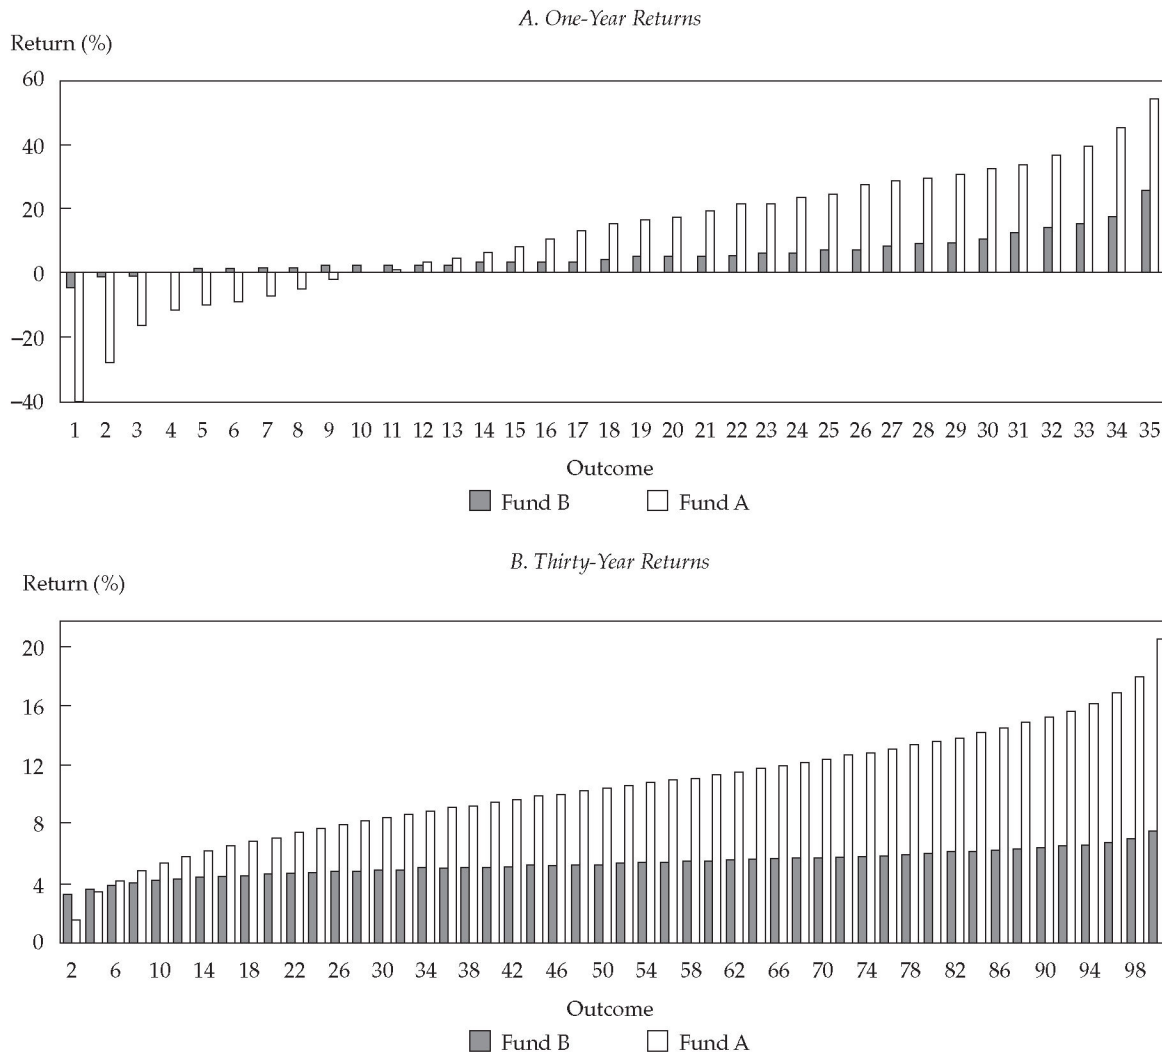 A. One-Year Returns
Return (%)
60
40
20
0
–20
–40
1 2 3 4 5 6 7 8 9 10 11 12 13 14 15 16 17 18 19 20 21 22 23 24 25 26 27 28 29 30 31 32 33 34 35
Outcome
Fund B Fund A
B. Thirty-Year Returns
Return (%)
20
16
12
8
4
0
2 6 10 14 18 22 26 30 34 38 42 46 50 54 58 62 66 70 74 78 82 86 90 94 98
Outcome
Fund B Fund A